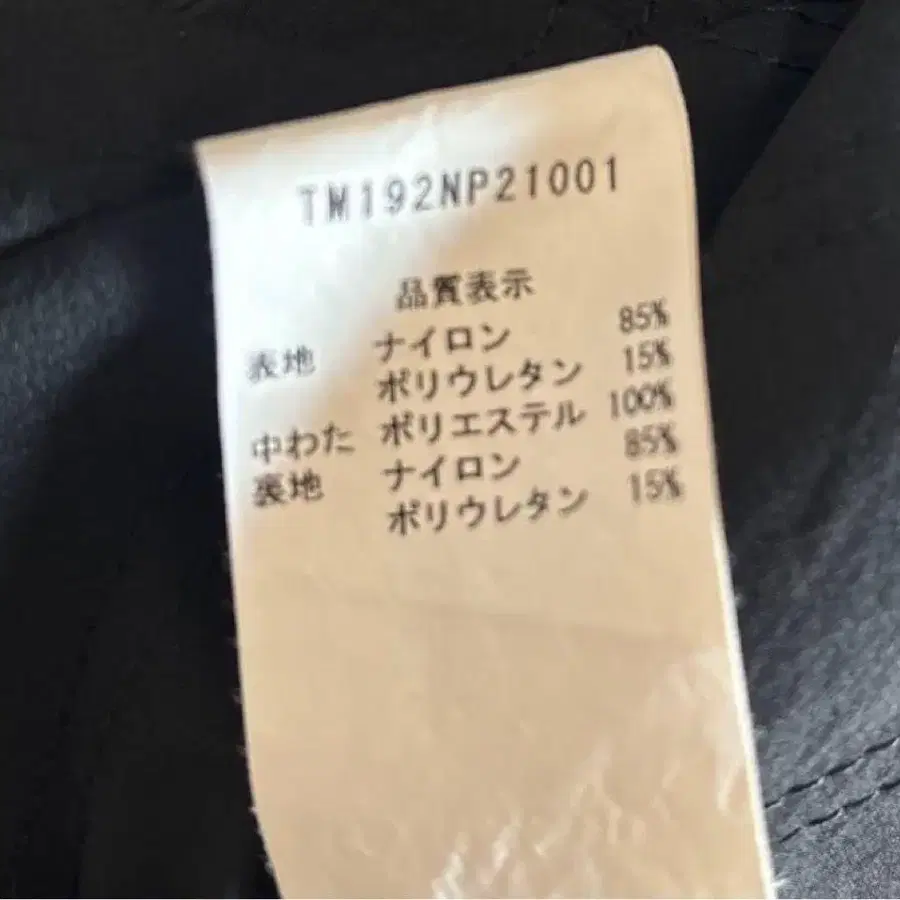 TM192NP21001
品質表示
表地 ナイロン 85%
ポリウレタン 15%
中わた ポリエステル 100%
裏地 ナイロン 85%
ポリウレタン 15%